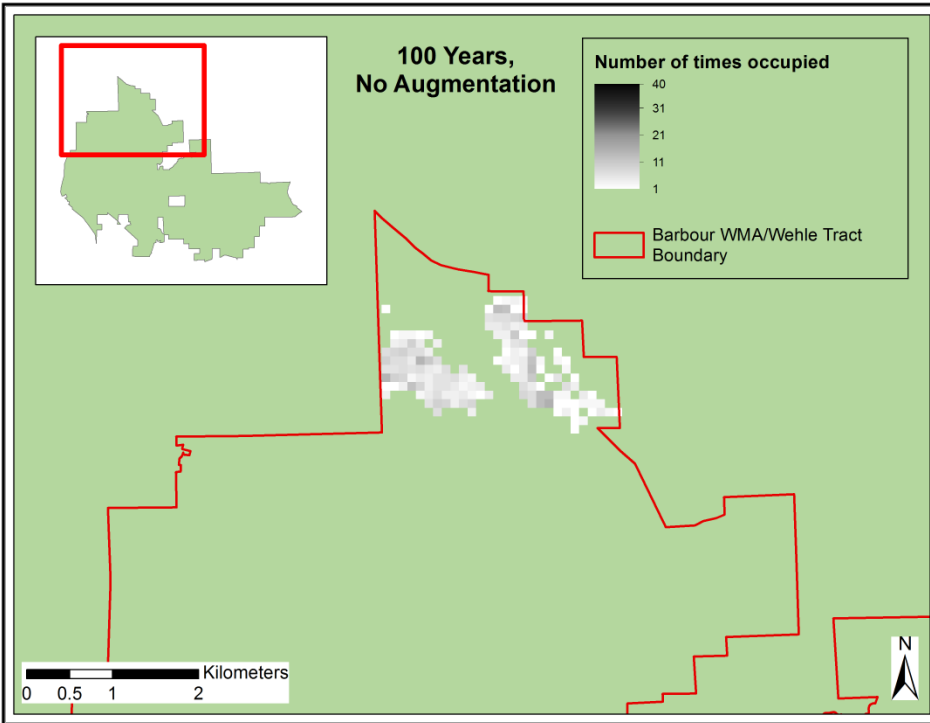 100 Years,
No Augmentation
Number of times occupied
40
31
21
11
1
Barbour WMA/Wehle Tract
Boundary
Kilometers
0 0.5 1 2
N